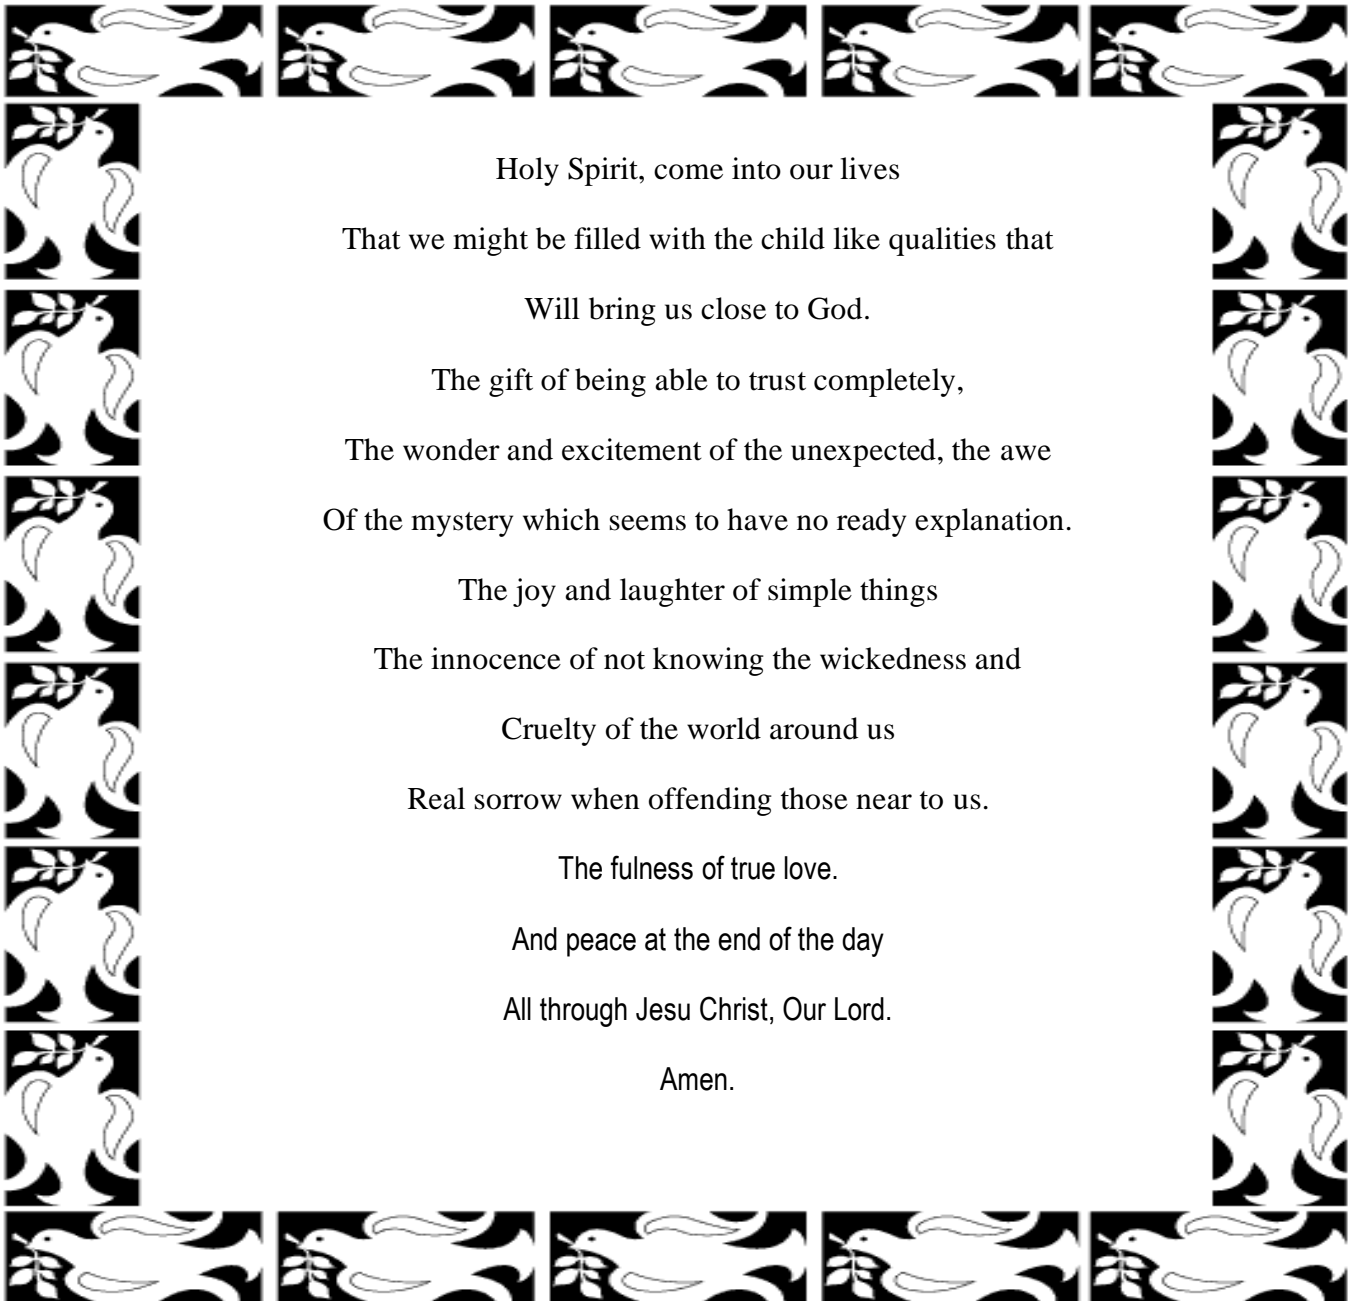 Holy Spirit, come into our lives
That we might be filled with the child like qualities that
Will bring us close to God.
The gift of being able to trust completely,
The wonder and excitement of the unexpected, the awe
Of the mystery which seems to have no ready explanation.
The joy and laughter of simple things
The innocence of not knowing the wickedness and
Cruelty of the world around us
Real sorrow when offending those near to us.
The fulness of true love.
And peace at the end of the day
All through Jesu Christ, Our Lord.
Amen.